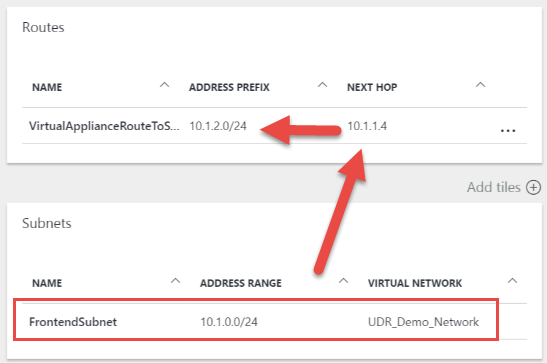 Routes
NAME ADDRESS PREFIX NEXT HOP
VirtualApplianceRouteToS... 10.1.2.0/24 10.1.1.4 ...
Add tiles
Subnets
NAME ADDRESS RANGE VIRTUAL NETWORK
FrontendSubnet 10.1.0.0/24 UDR_Demo_Network